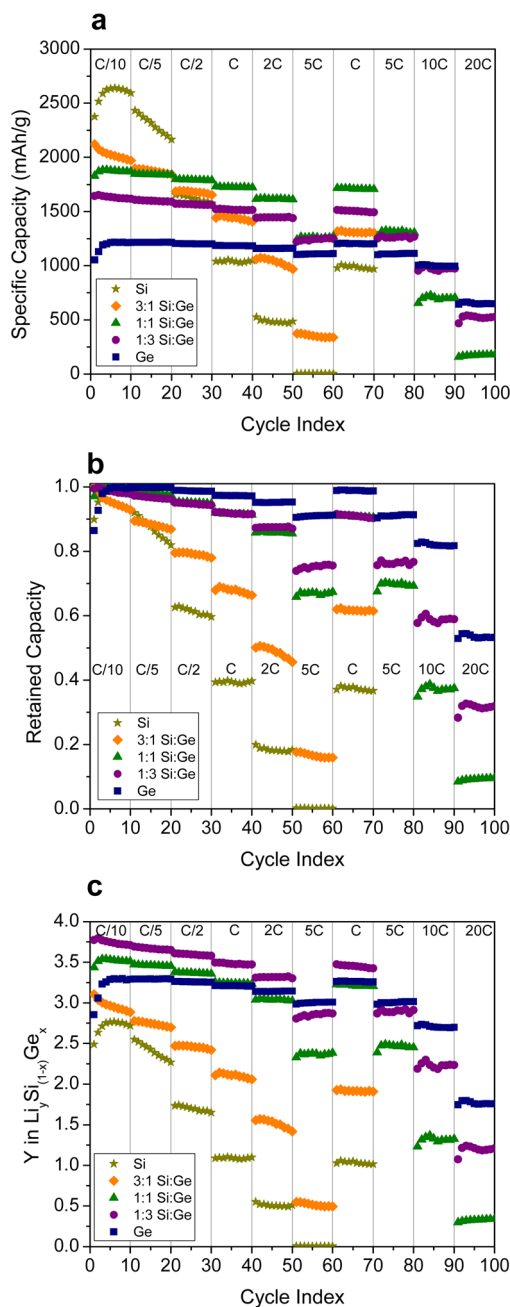 a
C/10 C/5 C/2 C 2C 5C C 5C 10C 20C
3000
2500
2000
1500
1000
500
0
Specific Capacity (mAh/g)
Si
3:1 Si:Ge
1:1 Si:Ge
1:3 Si:Ge
Ge
0 10 20 30 40 50 60 70 80 90 100
Cycle Index
b
1.0
0.8
0.6
0.4
0.2
0.0
Retained Capacity
C/10 C/5 C/2 C 2C 5C C 5C 10C 20C
Si
3:1 Si:Ge
1:1 Si:Ge
1:3 Si:Ge
Ge
0 10 20 30 40 50 60 70 80 90 100
Cycle Index
c
C/10 C/5 C/2 C 2C 5C C 5C 10C 20C
4.0
3.5
3.0
2.5
2.0
1.5
1.0
0.5
0.0
Y in LiySi(1-x)Gex
Si
3:1 Si:Ge
1:1 Si:Ge
1:3 Si:Ge
Ge
0 10 20 30 40 50 60 70 80 90 100
Cycle Index